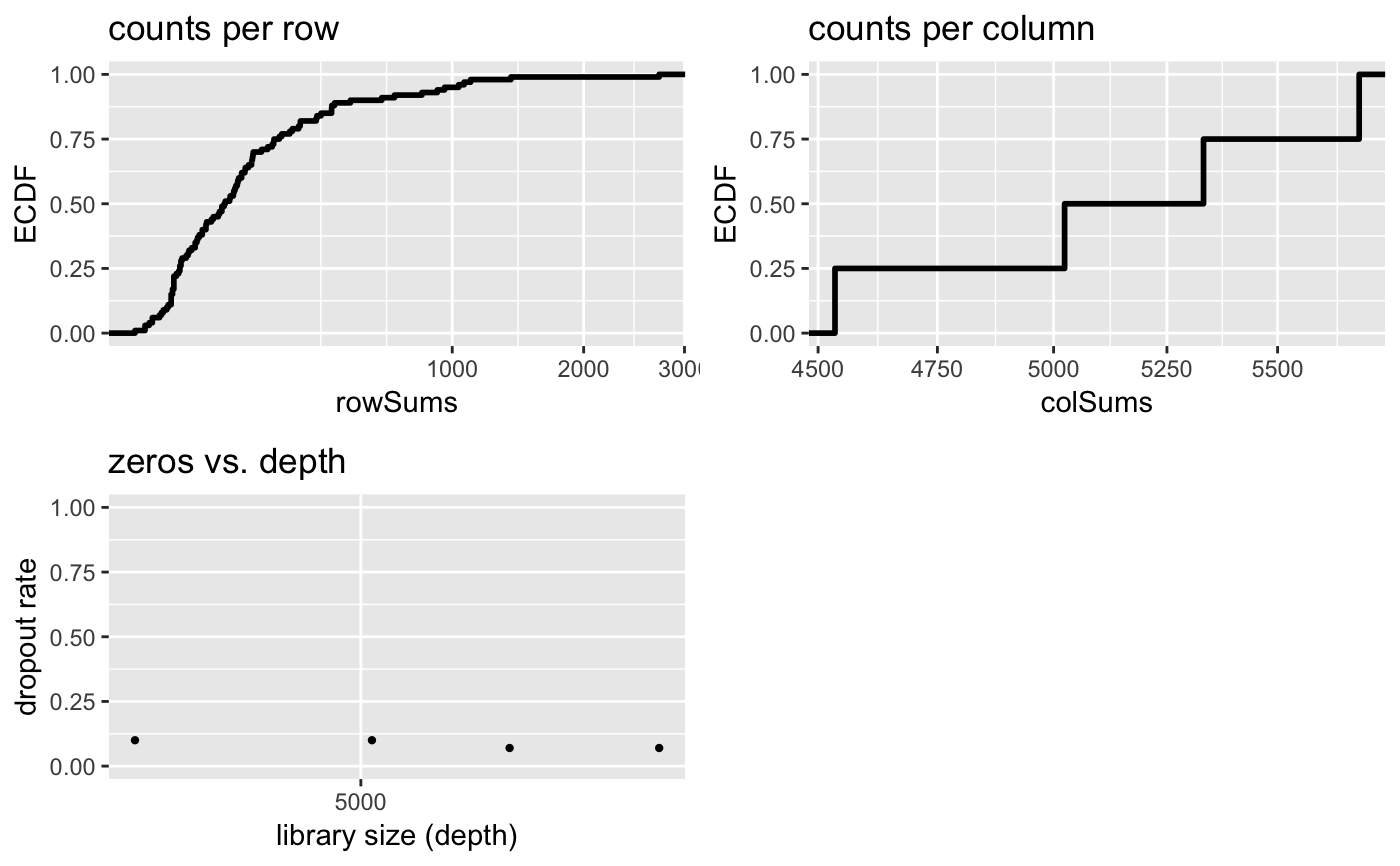 counts per row
1.00
0.75
0.50
0.25
0.00
ECDF
1000 2000 300
rowSums
counts per column
1.00
0.75
0.50
0.25
0.00
ECDF
4500 4750 5000 5250 5500
colSums
zeros vs. depth
1.00
0.75
0.50
0.25
0.00
dropout rate
5000
library size (depth)